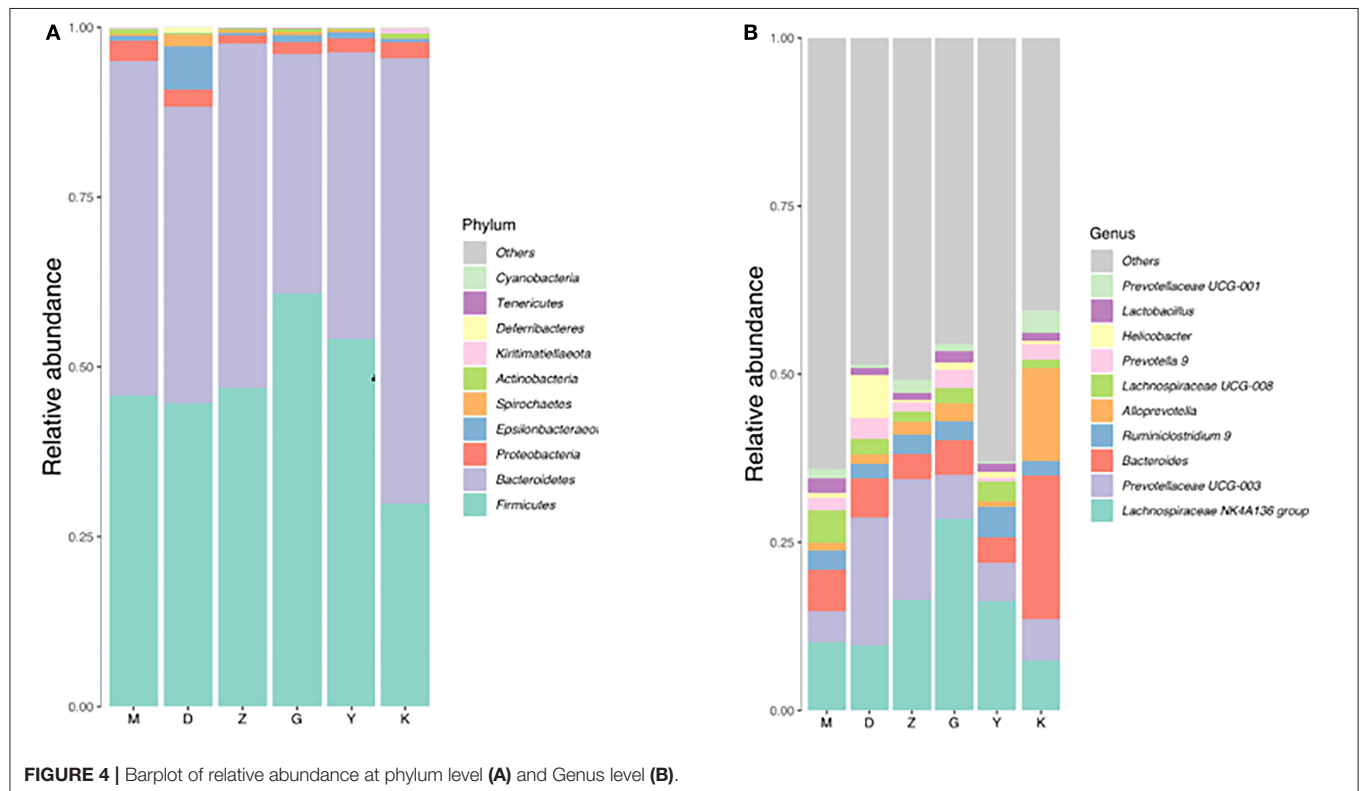 A
1.00
0.75
0.50
0.25
0.00
Relative abundance
M D Z G Y K
Phylum
Others
Cyanobacteria
Tenericutes
Deferribacteres
Kiritimatiellaeota
Actinobacteria
Spirochaetes
Epsilonbacteraeo
Proteobacteria
Bacteroidetes
Firmicutes
B
1.00
0.75
0.50
0.25
0.00
Relative abundance
M D Z G Y K
Genus
Others
Prevotellaceae UCG-001
Lactobacillus
Helicobacter
Prevotella 9
Lachnospiraceae UCG-008
Alloprevotella
Ruminiclostridium 9
Bacteroides
Prevotellaceae UCG-003
Lachnospiraceae NK4A136 group
FIGURE 4 | Barplot of relative abundance at phylum level (A) and Genus level (B).